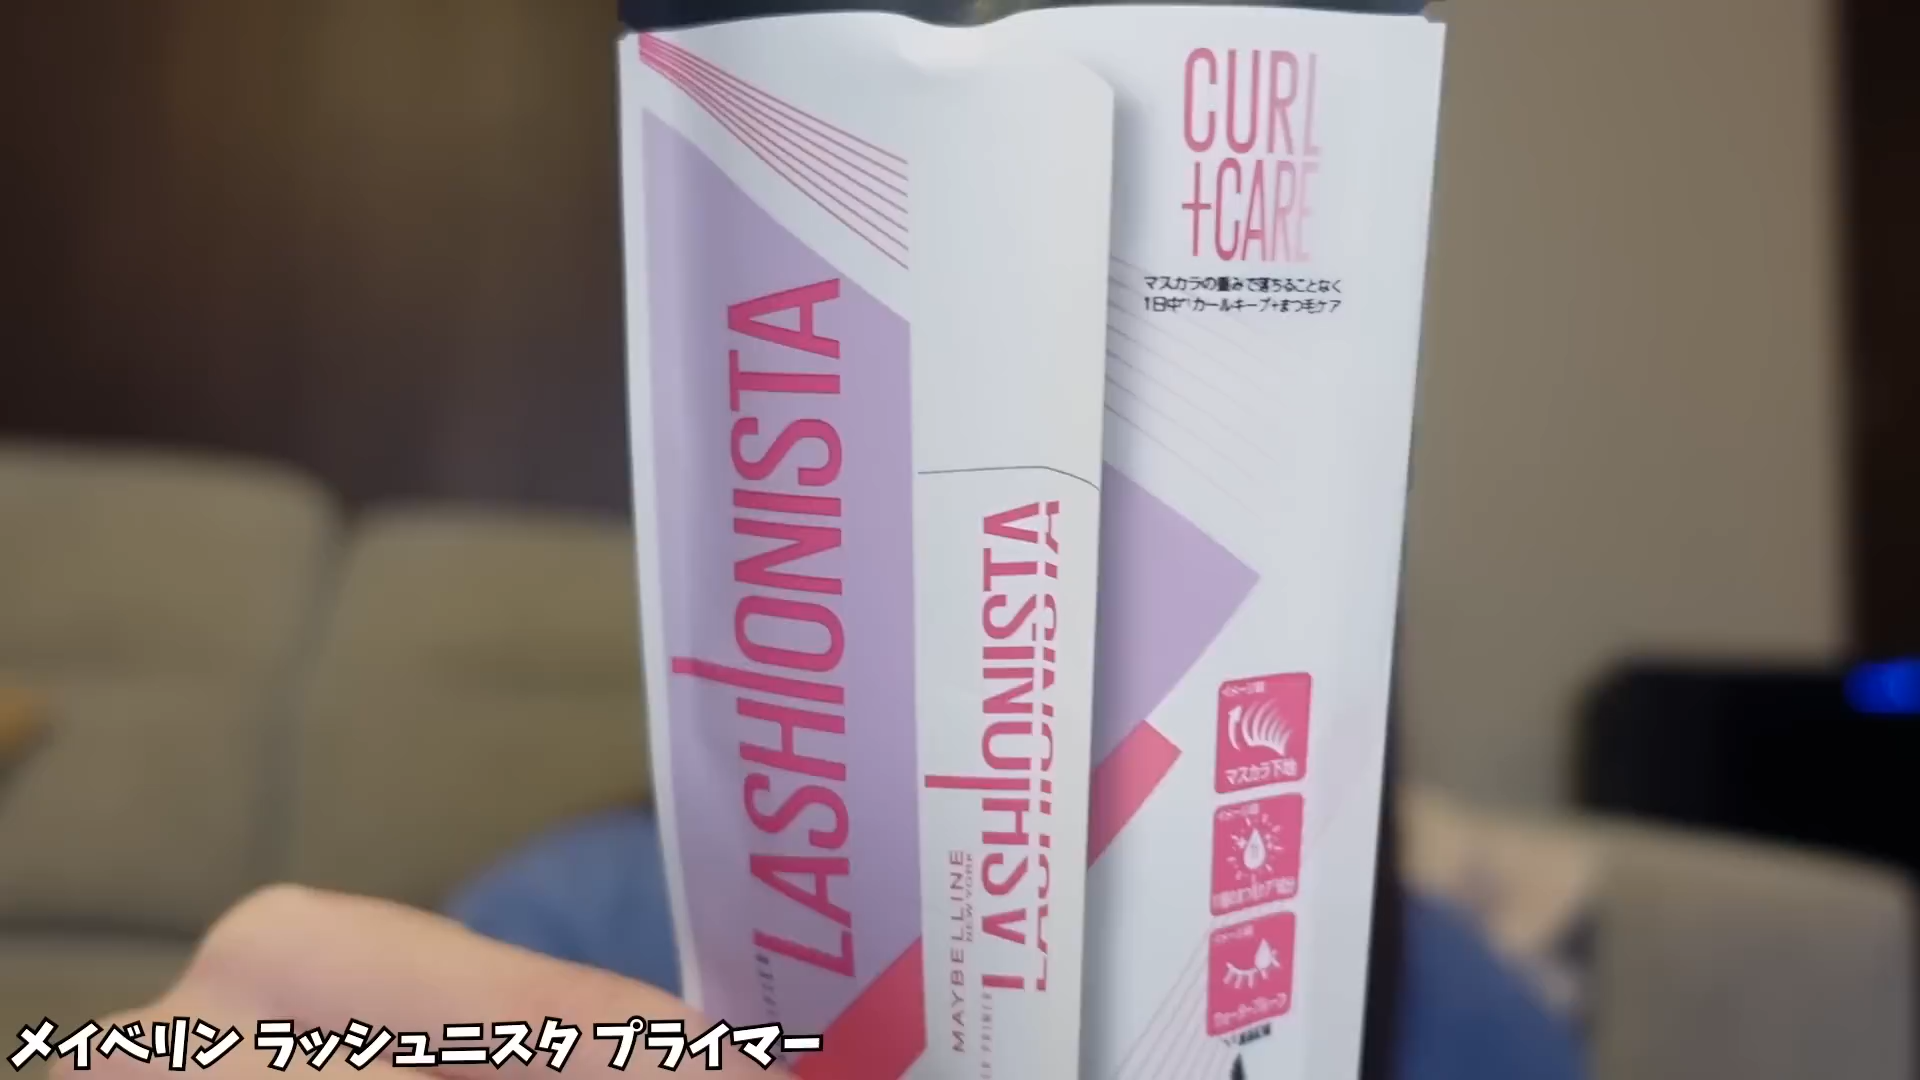 CURL
+CARE
マスカラの重みで落ちることなく
1日中*¹カールキープ+まつ毛ケア
LASHIONISTA
LASHIONISTA
MAYBELLINE
NEW YORK
マスカラ下地
ウォータープルーフ
メイベリン ラッシュニスタ プライマー